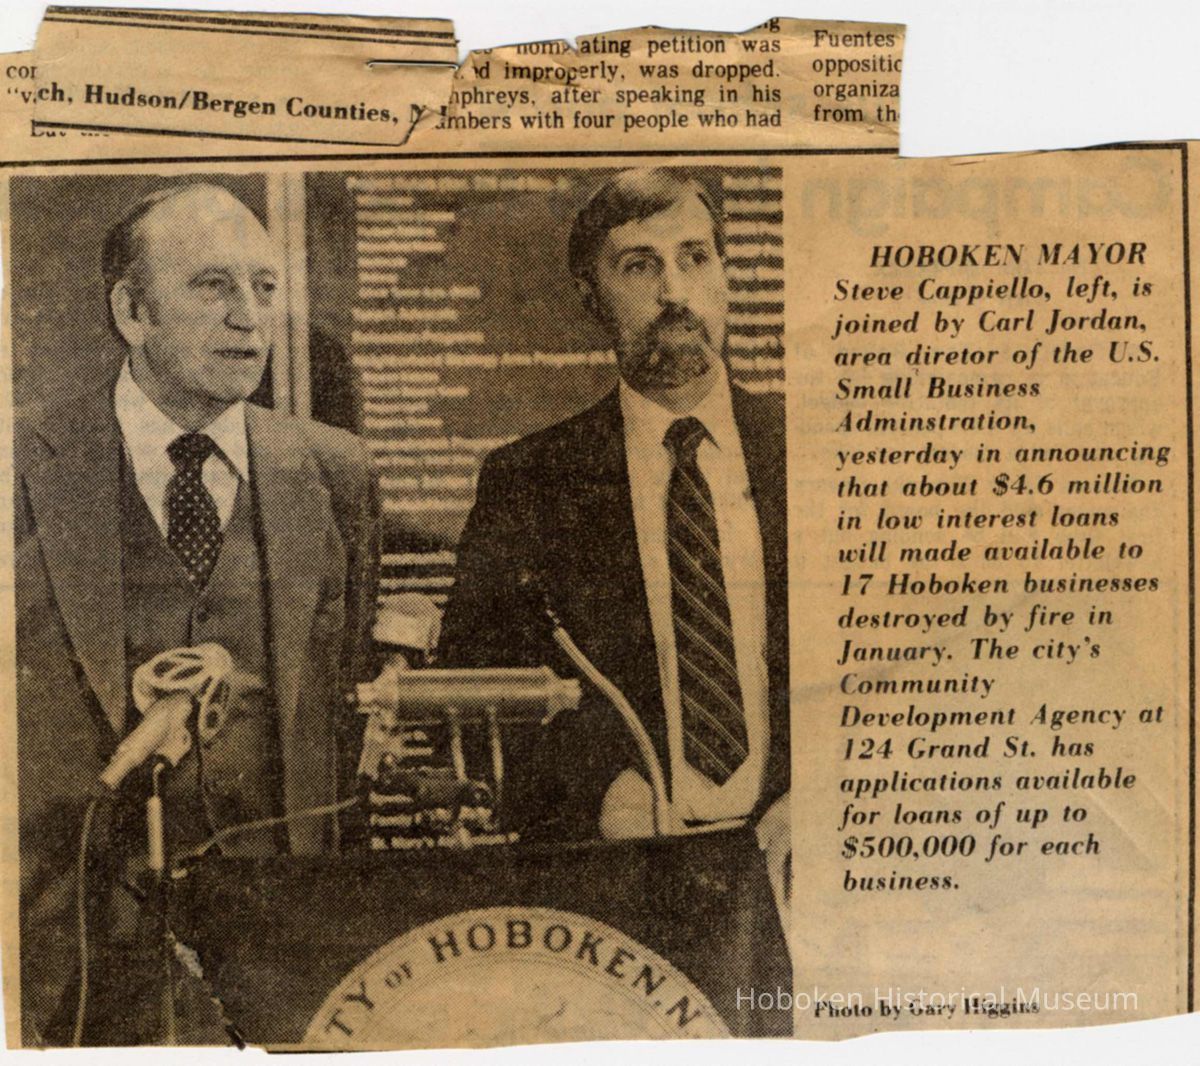 nominating petition was
improperly, was dropped.
nphreys, after speaking in his
mbers with four people who had
Fuentes
oppositic
organiza
from th
cor
"v
ch, Hudson/Bergen Counties, N
HOBOKEN MAYOR
Steve Cappiello, left, is
joined by Carl Jordan,
area diretor of the U.S.
Small Business
Adminstration,
yesterday in announcing
that about $4.6 million
in low interest loans
will made available to
17 Hoboken businesses
destroyed by fire in
January. The city's
Community
Development Agency at
124 Grand St. has
applications available
for loans of up to
$500,000 for each
business.
Photo by Gary Higgins
TY OF HOBOKEN, N
Hoboken Historical Museum